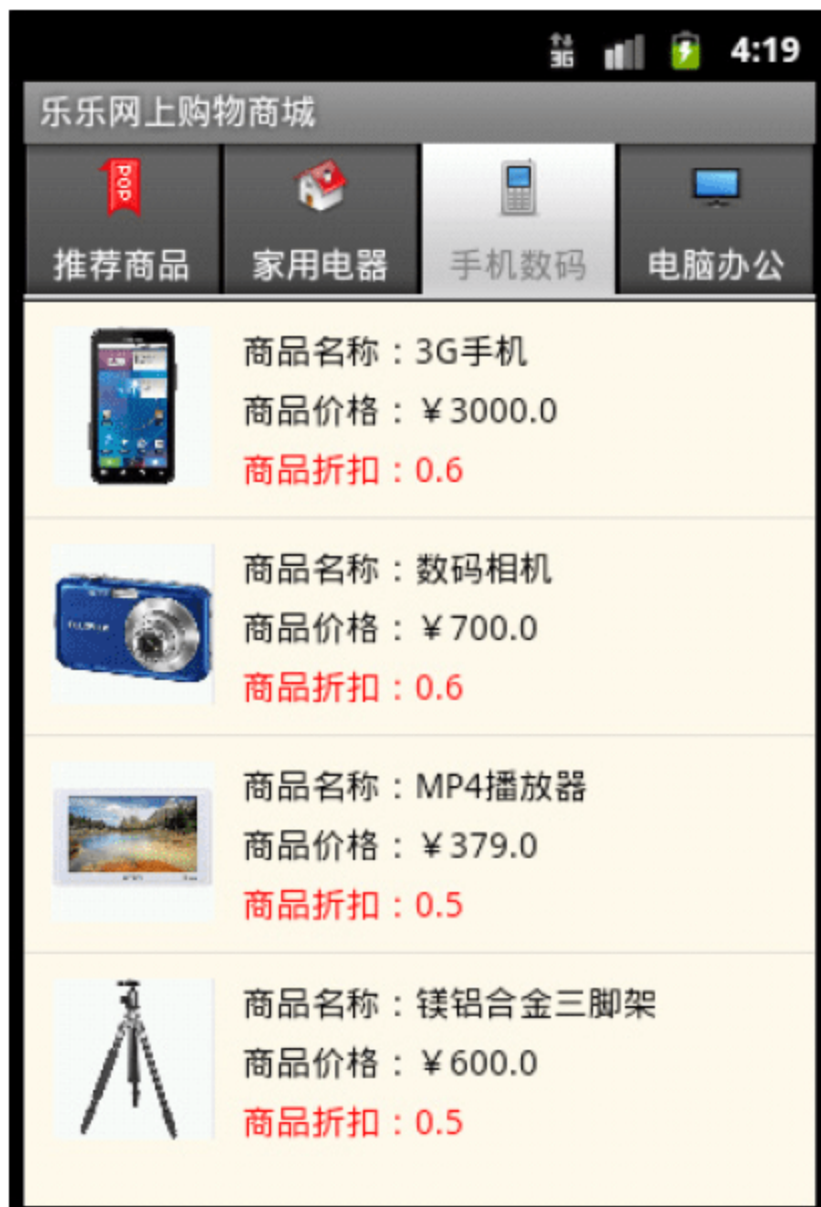 3G 4:19
乐乐网上购物商城
POP
推荐商品 家用电器 手机数码 电脑办公
商品名称：3G手机
商品价格：￥3000.0
商品折扣：0.6
商品名称：数码相机
商品价格：￥700.0
商品折扣：0.6
商品名称：MP4播放器
商品价格：￥379.0
商品折扣：0.5
商品名称：镁铝合金三脚架
商品价格：￥600.0
商品折扣：0.5